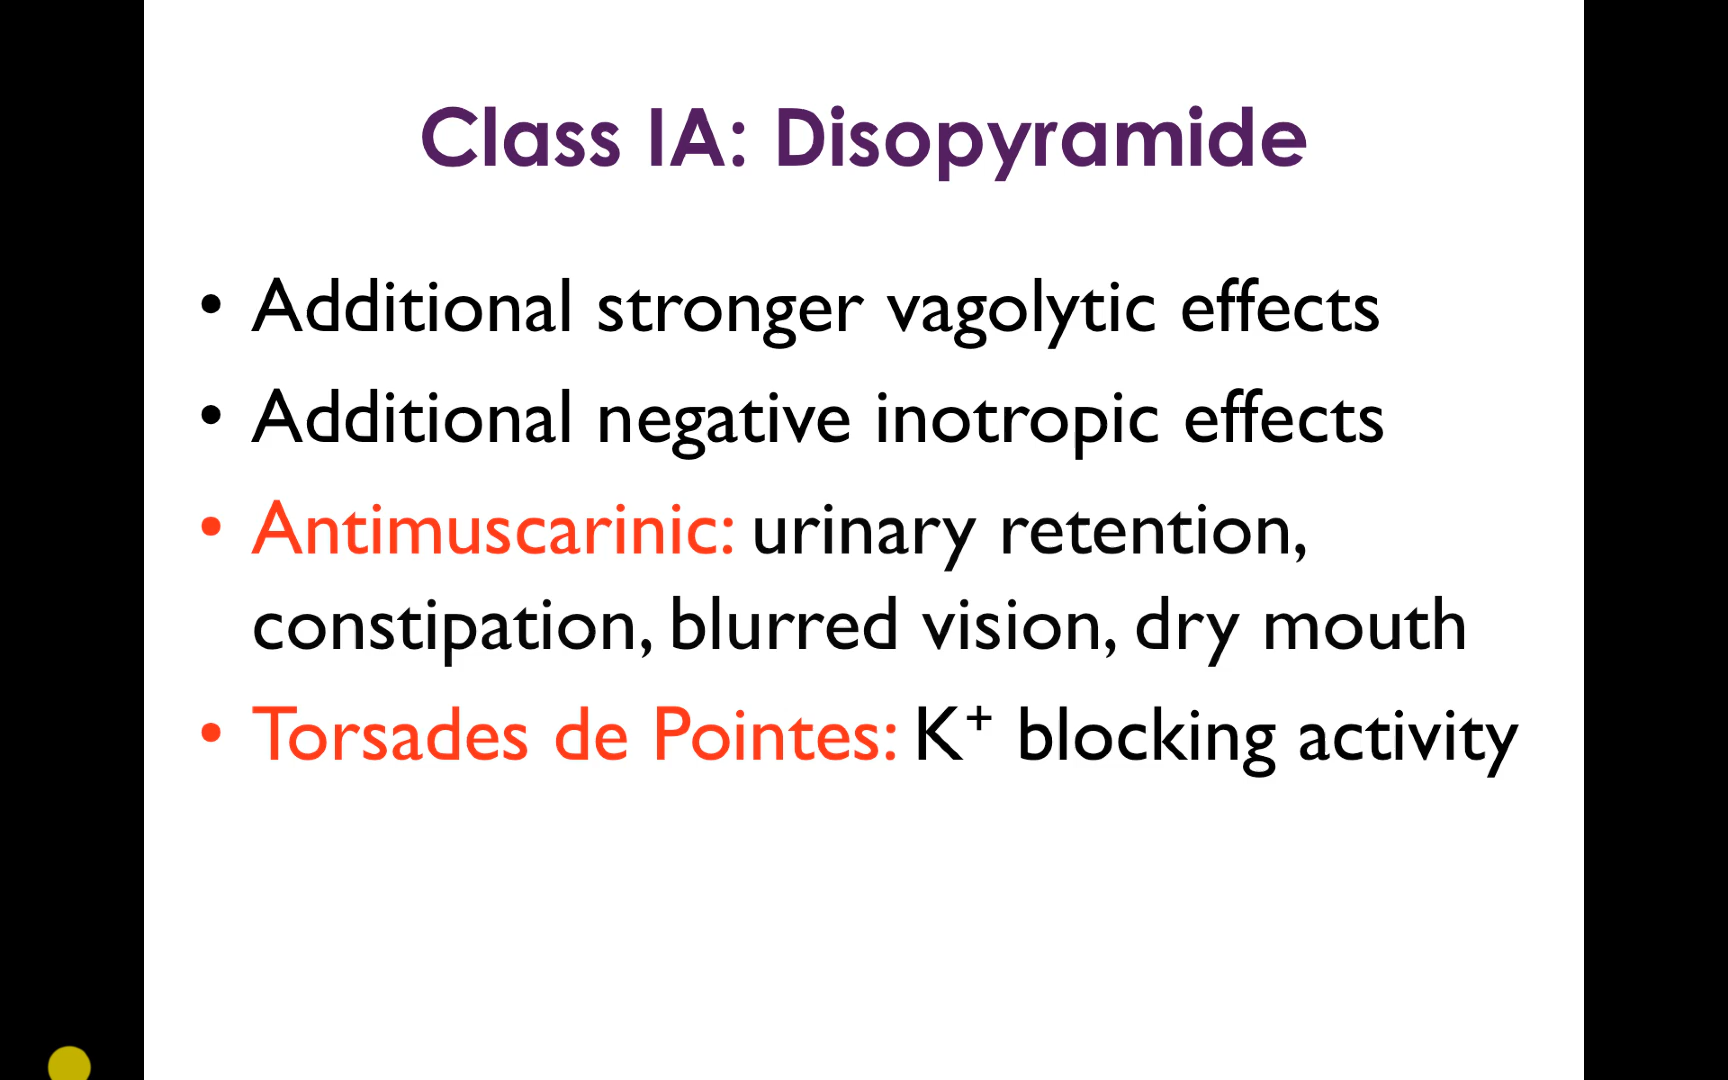 Class IA: Disopyramide
• Additional stronger vagolytic effects
• Additional negative inotropic effects
• Antimuscarinic: urinary retention,
constipation, blurred vision, dry mouth
• Torsades de Pointes: K⁺ blocking activity